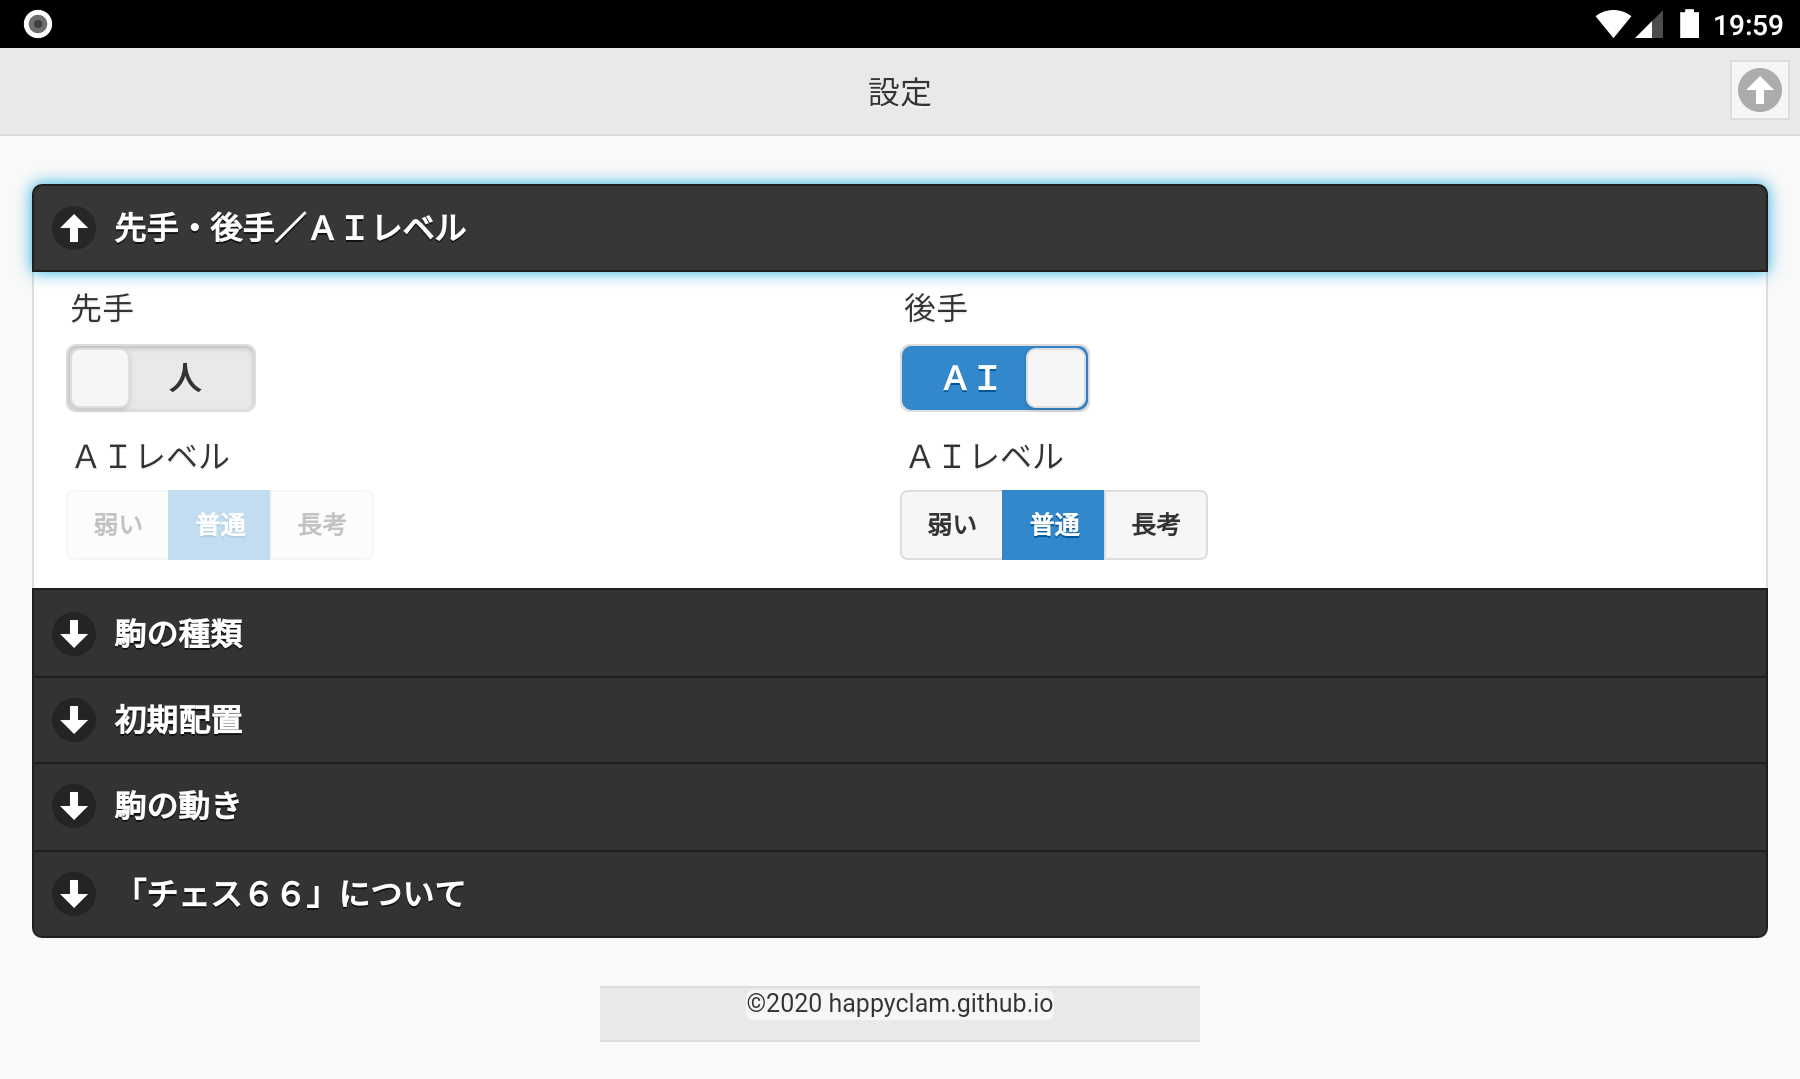 19:59
設定
先手・後手／ＡＩレベル
先手
後手
人
ＡＩ
ＡＩレベル
ＡＩレベル
弱い 普通 長考
弱い 普通 長考
駒の種類
初期配置
駒の動き
「チェス６６」について
©2020 happyclam.github.io